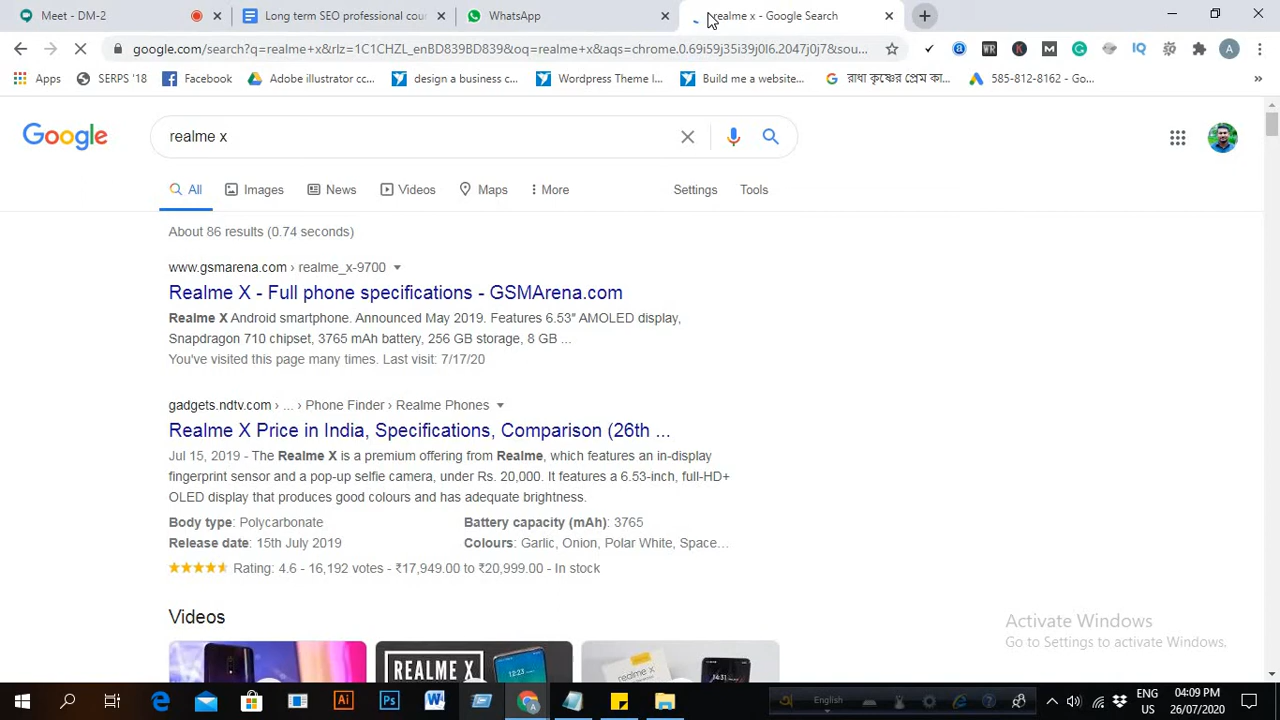 Meet - DM-2
Long term SEO professional cou
WhatsApp
realme x - Google Search
google.com/search?q=realme+x&rlz=1C1CHZL_enBD839BD839&oq=realme+x&aqs=chrome.0.69i59j35i39j0l6.2047j0j7&sou...
Apps
SERPS '18
Facebook
Adobe illustrator cc...
design a business c...
Wordpress Theme I...
Build me a website...
রাধা কৃষ্ণের প্রেম কা...
585-812-8162 - Go...
Google
realme x
All
Images
News
Videos
Maps
More
Settings
Tools
About 86 results (0.74 seconds)
www.gsmarena.com › realme_x-9700
Realme X - Full phone specifications - GSMArena.com
Realme X Android smartphone. Announced May 2019. Features 6.53″ AMOLED display,
Snapdragon 710 chipset, 3765 mAh battery, 256 GB storage, 8 GB ...
You've visited this page many times. Last visit: 7/17/20
gadgets.ndtv.com › ... › Phone Finder › Realme Phones
Realme X Price in India, Specifications, Comparison (26th ...
Jul 15, 2019 - The Realme X is a premium offering from Realme, which features an in-display
fingerprint sensor and a pop-up selfie camera, under Rs. 20,000. It features a 6.53-inch, full-HD+
OLED display that produces good colours and has adequate brightness.
Body type: Polycarbonate
Battery capacity (mAh): 3765
Release date: 15th July 2019
Colours: Garlic, Onion, Polar White, Space...
Rating: 4.6 - 16,192 votes - ₹17,949.00 to ₹20,999.00 - In stock
Videos
REALME X
12:23
realme x
Activate Windows
Go to Settings to activate Windows.
English
ENG
US
04:09 PM
26/07/2020